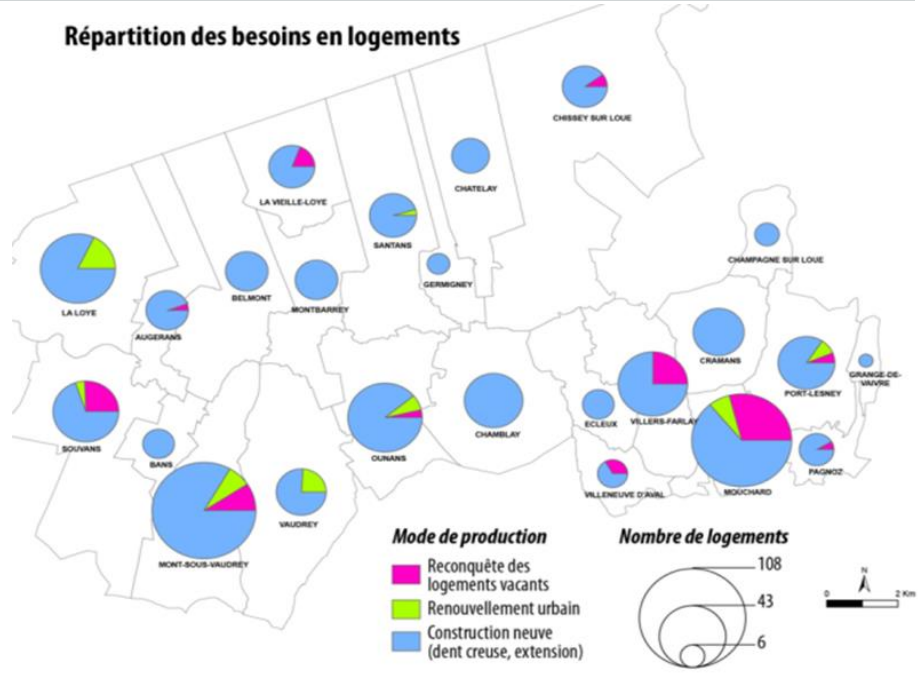 Répartition des besoins en logements
CHISSEY SUR LOUE
CHATELAY
LA VIEILLE-LOYE
SANTANS
CHAMPAGNE SUR LOUE
GERMIGNEY
BELMONT
MONTBARREY
LA LOYE
AUGERANS
CRAMANS
GRANGE-DE-
VAIVRE
PORT-LESNEY
VILLERS-FARLAY
ECLEUX
CHAMBLAY
SOUVANS
OUNANS
BANS
PAGNOZ
MOUCHARD
VILLENEUVE D'AVAL
VAUDREY
MONT-SOUS-VAUDREY
Mode de production
Reconquête des
logements vacants
Renouvellement urbain
Construction neuve
(dent creuse, extension)
Nombre de logements
108
43
6
N
0 2 Km